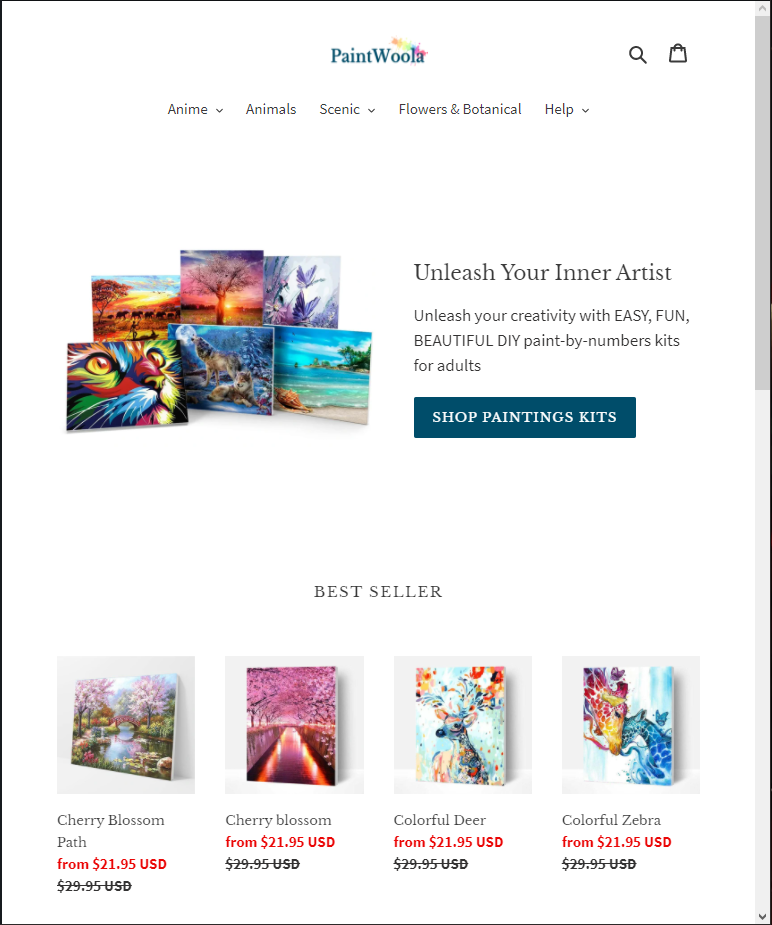 PaintWoola
Anime
Animals
Scenic
Flowers & Botanical
Help
Unleash Your Inner Artist
Unleash your creativity with EASY, FUN,
BEAUTIFUL DIY paint-by-numbers kits
for adults
SHOP PAINTINGS KITS
BEST SELLER
Cherry Blossom
Path
from $21.95 USD
$29.95 USD
Cherry blossom
from $21.95 USD
$29.95 USD
Colorful Deer
from $21.95 USD
$29.95 USD
Colorful Zebra
from $21.95 USD
$29.95 USD